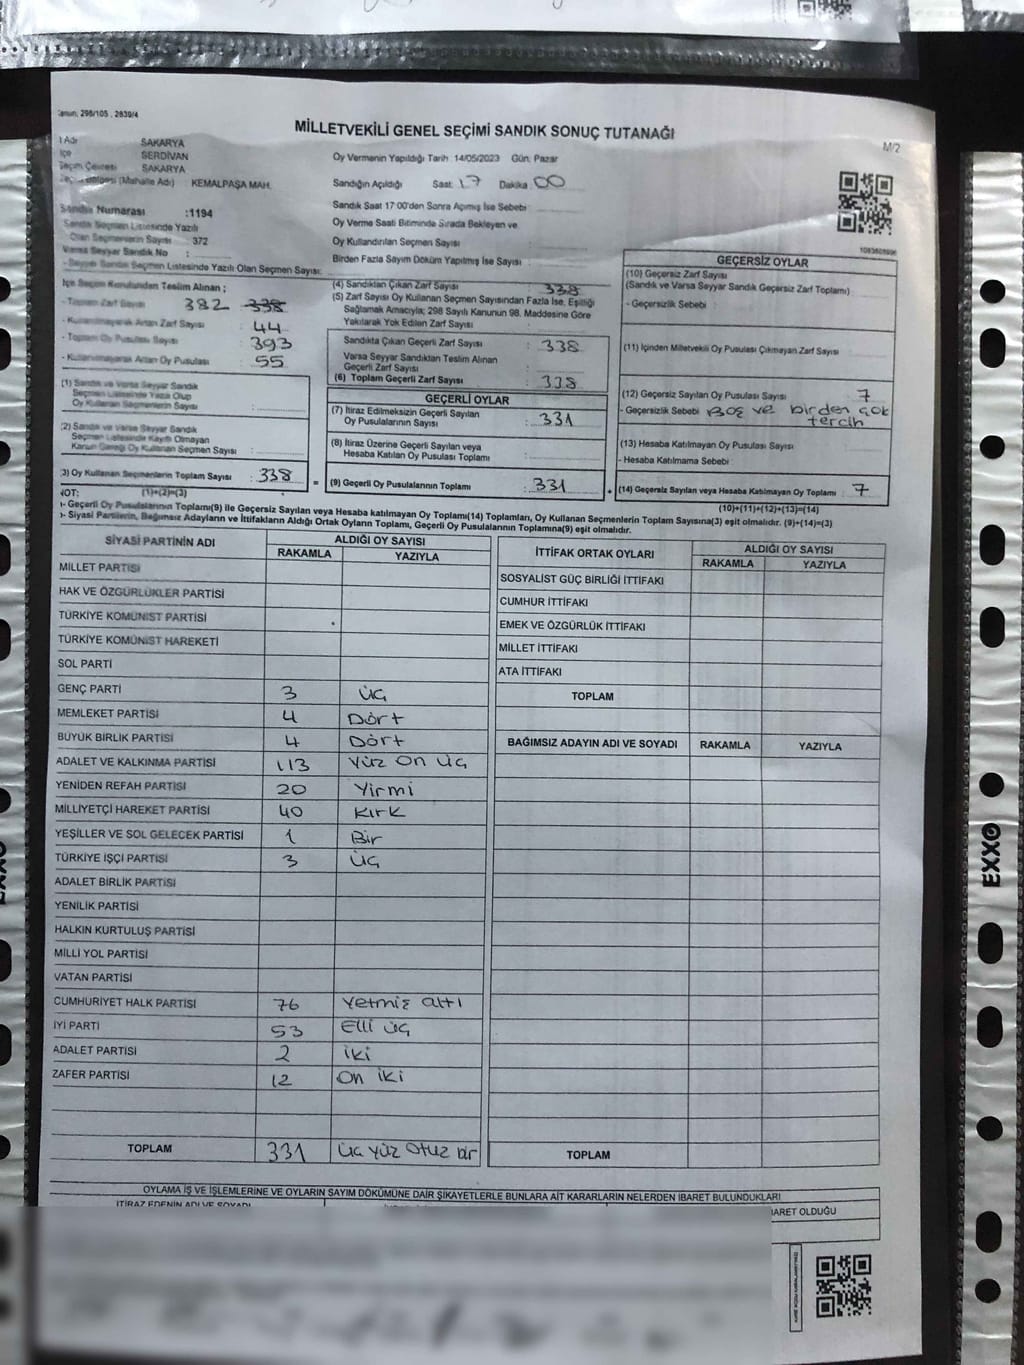 Kanun: 298/105 , 2839/4
MİLLETVEKİLİ GENEL SEÇİMİ SANDIK SONUÇ TUTANAĞI
M/2
İl Adı SAKARYA
İlçe SERDİVAN
Seçim Çevresi SAKARYA
Seçim Bölgesi (Mahalle Adı) KEMALPAŞA MAH.
Sandık Numarası :1194
Sandık Seçmen Listesinde Yazılı
Olan Seçmenlerin Sayısı : 372
Varsa Seyyar Sandık No :
- Seyyar Sandık Seçmen Listesinde Yazılı Olan Seçmen Sayısı:
Oy Vermenin Yapıldığı Tarih: 14/05/2023 Gün: Pazar
Sandığın Açıldığı Saat: 17 Dakika: 00
Sandık Saat 17:00'den Sonra Açımış İse Sebebi :
Oy Verme Saati Bitiminde Sırada Bekleyen ve
Oy Kullandırılan Seçmen Sayısı :
Birden Fazla Sayım Döküm Yapılmış İse Sayısı :
İlçe Seçim Kurulundan Teslim Alınan ;
- Toplam Zarf Sayısı 382 338
- Kullanılmayarak Artan Zarf Sayısı 44
- Toplam Oy Pusulası Sayısı 393
- Kullanılmayarak Artan Oy Pusulası 55
(1) Sandık ve Varsa Seyyar Sandık
Seçmen Listesinde Yazılı Olup
Oy Kullanan Seçmenlerin Sayısı :
(2) Sandık ve Varsa Seyyar Sandık
Seçmen Listesinde Kayıtlı Olmayan
Kanun Gereği Oy Kullanan Seçmen Sayısı :
(3) Oy Kullanan Seçmenlerin Toplam Sayısı : 338
(1)+(2)=(3)
(4) Sandıktan Çıkan Zarf Sayısı : 338
(5) Zarf Sayısı Oy Kullanan Seçmen Sayısından Fazla İse, Eşitliği
Sağlamak Amacıyla; 298 Sayılı Kanunun 98. Maddesine Göre
Yakılarak Yok Edilen Zarf Sayısı :
Sandıkta Çıkan Geçerli Zarf Sayısı : 338
Varsa Seyyar Sandıktan Teslim Alınan
Geçerli Zarf Sayısı :
(6) Toplam Geçerli Zarf Sayısı : 338
GEÇERLİ OYLAR
(7) İtiraz Edilmeksizin Geçerli Sayılan
Oy Pusulalarının Sayısı : 331
(8) İtiraz Üzerine Geçerli Sayılan veya
Hesaba Katılan Oy Pusulası Toplamı :
= (9) Geçerli Oy Pusulalarının Toplamı : 331
GEÇERSİZ OYLAR
(10) Geçersiz Zarf Sayısı
(Sandık ve Varsa Seyyar Sandık Geçersiz Zarf Toplamı)
- Geçersizlik Sebebi :
(11) İçinden Milletvekili Oy Pusulası Çıkmayan Zarf Sayısı
(12) Geçersiz Sayılan Oy Pusulası Sayısı : 7
- Geçersizlik Sebebi : Boş ve birden çok
tercih
(13) Hesaba Katılmayan Oy Pusulası Sayısı :
- Hesaba Katılmama Sebebi :
+ (14) Geçersiz Sayılan veya Hesaba Katılmayan Oy Toplamı : 7
(10)+(11)+(12)+(13)=(14)
NOT:
- Geçerli Oy Pusulalarının Toplamı(9) ile Geçersiz Sayılan veya Hesaba katılmayan Oy Toplamı(14) Toplamları, Oy Kullanan Seçmenlerin Toplam Sayısına(3) eşit olmalıdır. (9)+(14)=(3)
- Siyasi Partilerin, Bağımsız Adayların ve İttifakların Aldığı Ortak Oyların Toplamı, Geçerli Oy Pusulalarının Toplamına(9) eşit olmalıdır.
SİYASİ PARTİNİN ADI ALDIĞI OY SAYISI
RAKAMLA YAZIYLA
MİLLET PARTİSİ
HAK VE ÖZGÜRLÜKLER PARTİSİ
TÜRKİYE KOMÜNİST PARTİSİ
TÜRKİYE KOMÜNİST HAREKETİ
SOL PARTİ
GENÇ PARTİ 3 Üç
MEMLEKET PARTİSİ 4 Dört
BÜYÜK BİRLİK PARTİSİ 4 Dört
ADALET VE KALKINMA PARTİSİ 113 Yüz On Üç
YENİDEN REFAH PARTİSİ 20 Yirmi
MİLLİYETÇİ HAREKET PARTİSİ 40 Kırk
YEŞİLLER VE SOL GELECEK PARTİSİ 1 Bir
TÜRKİYE İŞÇİ PARTİSİ 3 Üç
ADALET BİRLİK PARTİSİ
YENİLİK PARTİSİ
HALKIN KURTULUŞ PARTİSİ
MİLLİ YOL PARTİSİ
VATAN PARTİSİ
CUMHURİYET HALK PARTİSİ 76 Yetmiş altı
İYİ PARTİ 53 Elli üç
ADALET PARTİSİ 2 İki
ZAFER PARTİSİ 12 On iki
TOPLAM 331 Üç yüz otuz bir
İTTİFAK ORTAK OYLARI ALDIĞI OY SAYISI
RAKAMLA YAZIYLA
SOSYALİST GÜÇ BİRLİĞİ İTTİFAKI
CUMHUR İTTİFAKI
EMEK VE ÖZGÜRLÜK İTTİFAKI
MİLLET İTTİFAKI
ATA İTTİFAKI
TOPLAM
BAĞIMSIZ ADAYIN ADI VE SOYADI RAKAMLA YAZIYLA
TOPLAM
OYLAMA İŞ VE İŞLEMLERİNE VE OYLARIN SAYIM DÖKÜMÜNE DAİR ŞİKAYETLERLE BUNLARA AİT KARARLARIN NELERDEN İBARET BULUNDUKLARI
İTİRAZ EDENİN ADI VE SOYADI
İBARET OLDUĞU
EXXO